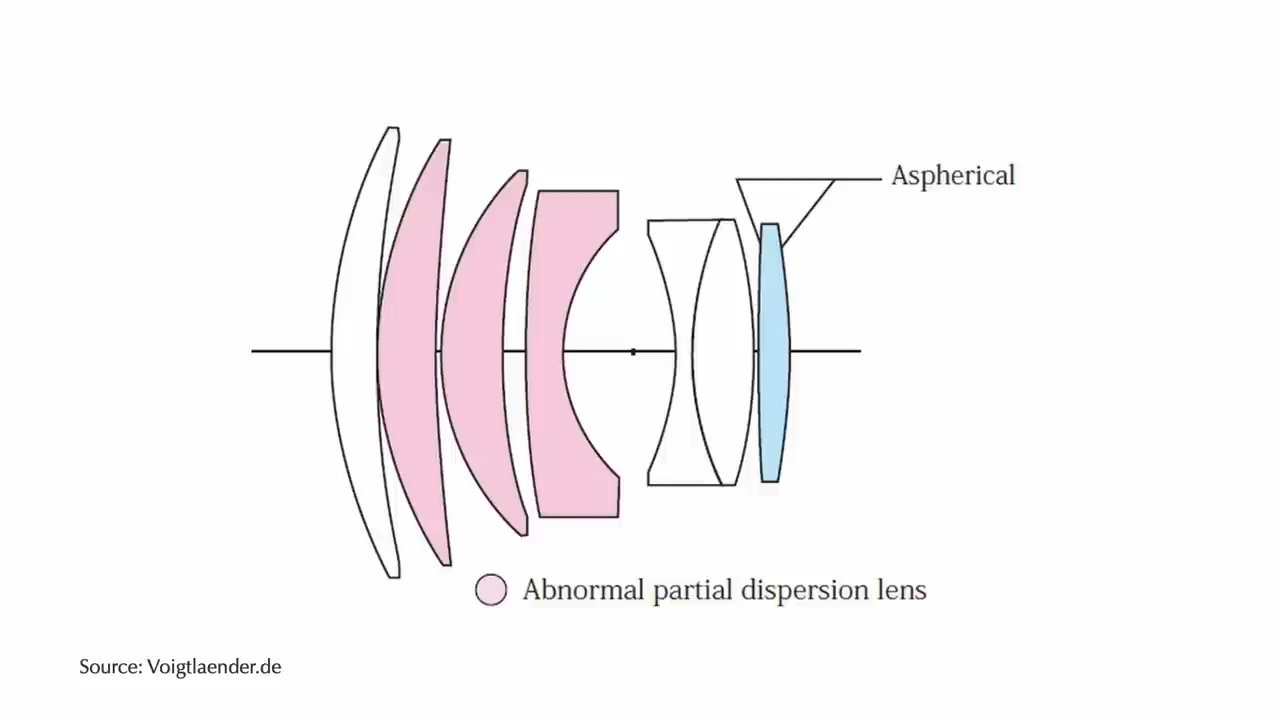 Aspherical
Abnormal partial dispersion lens
Source: Voigtlaender.de